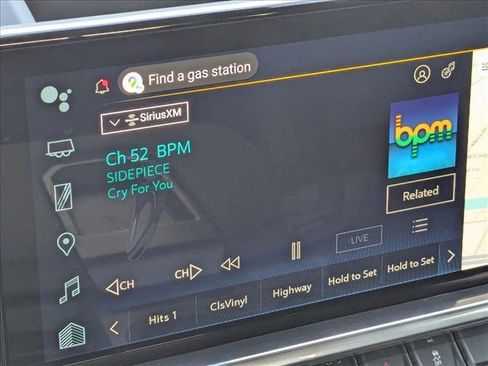 Find a gas station
SiriusXM
Ch 52 BPM
SIDEPIECE
Cry For You
bpm
Related
LIVE
CH
CH
Hits 1
ClsVinyl
Highway
Hold to Set
Hold to Set